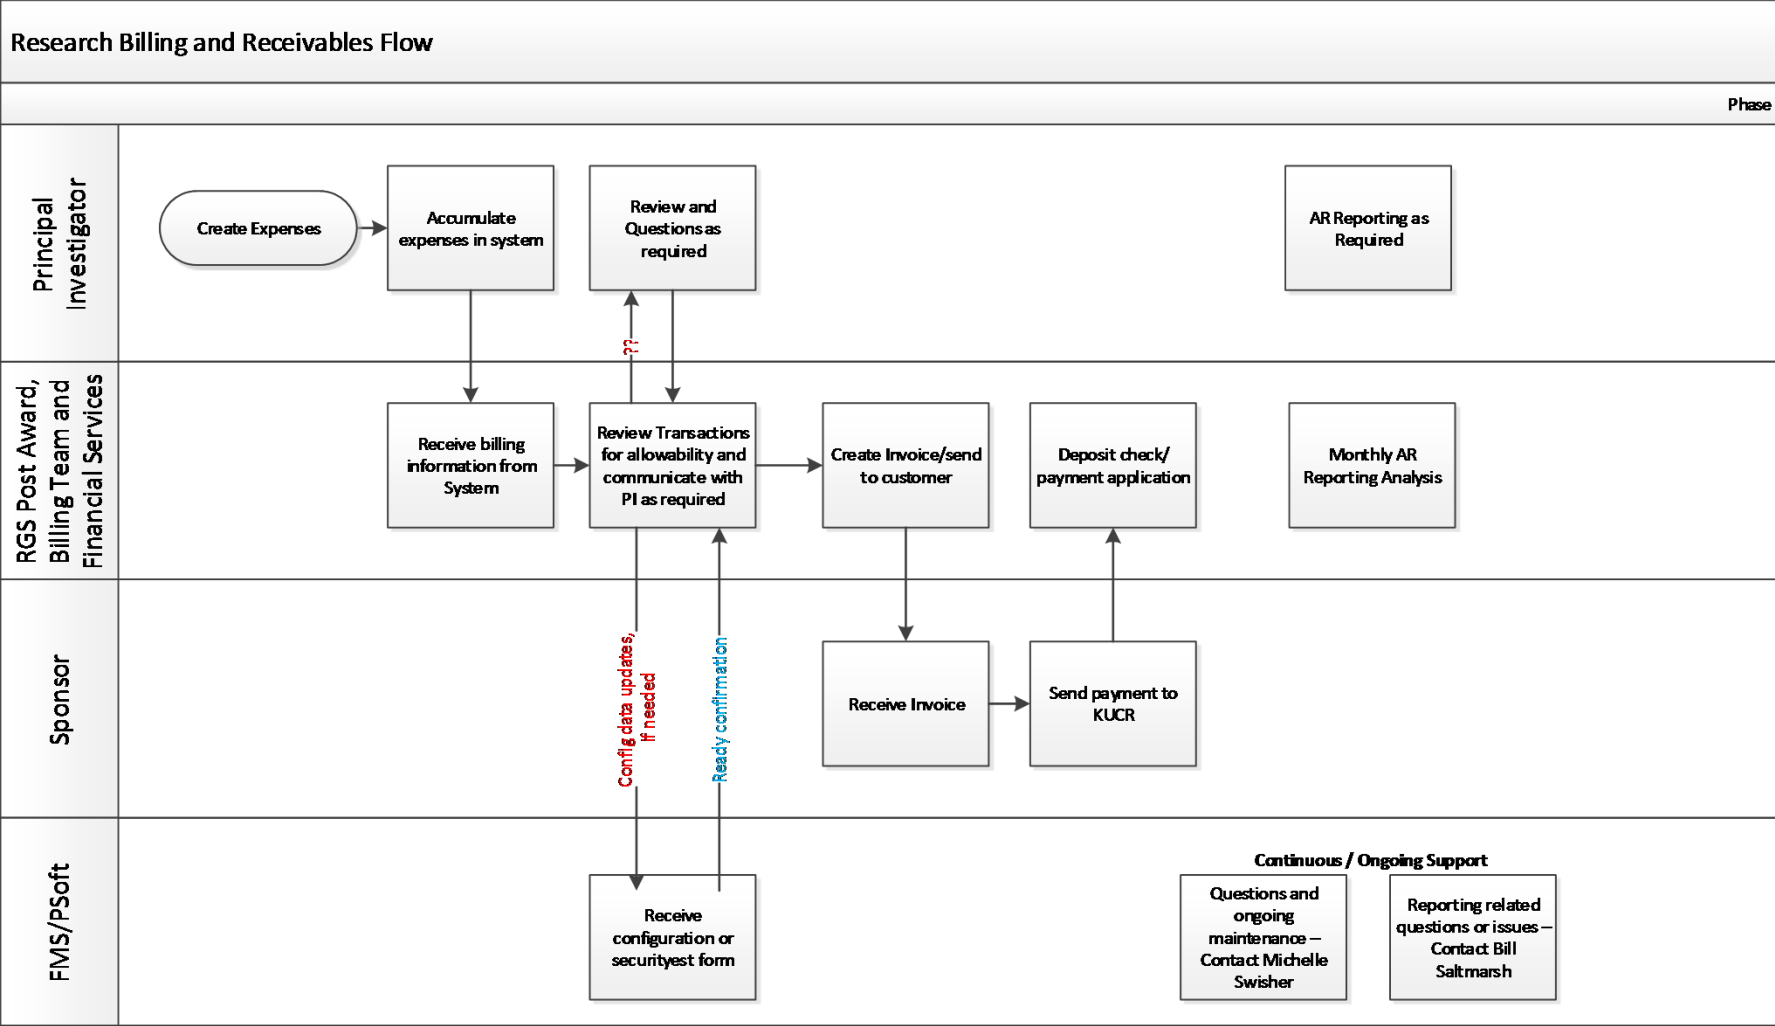 Research Billing and Receivables Flow
Phase
Principal
Investigator
Create Expenses
Accumulate
expenses in system
Review and
Questions as
required
AR Reporting as
Required
??
RGS Post Award,
Billing Team and
Financial Services
Receive billing
information from
System
Review Transactions
for allowability and
communicate with
PI as required
Create Invoice/send
to customer
Deposit check/
payment application
Monthly AR
Reporting Analysis
Sponsor
Config data updates,
If needed
Ready confirmation
Receive Invoice
Send payment to
KUCR
FMS/PSoft
Receive
configuration or
securityest form
Continuous / Ongoing Support
Questions and
ongoing
maintenance –
Contact Michelle
Swisher
Reporting related
questions or issues –
Contact Bill
Saltmarsh